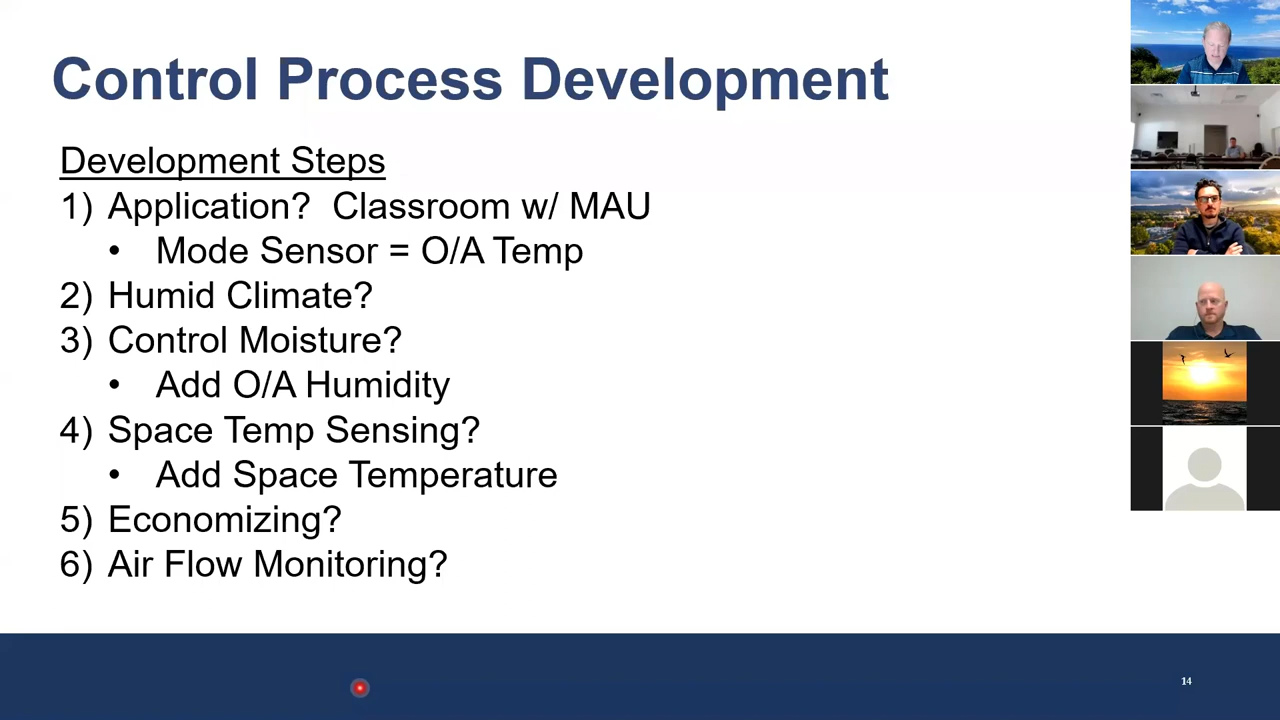 Control Process Development
Development Steps
1) Application? Classroom w/ MAU
• Mode Sensor = O/A Temp
2) Humid Climate?
3) Control Moisture?
• Add O/A Humidity
4) Space Temp Sensing?
• Add Space Temperature
5) Economizing?
6) Air Flow Monitoring?
14